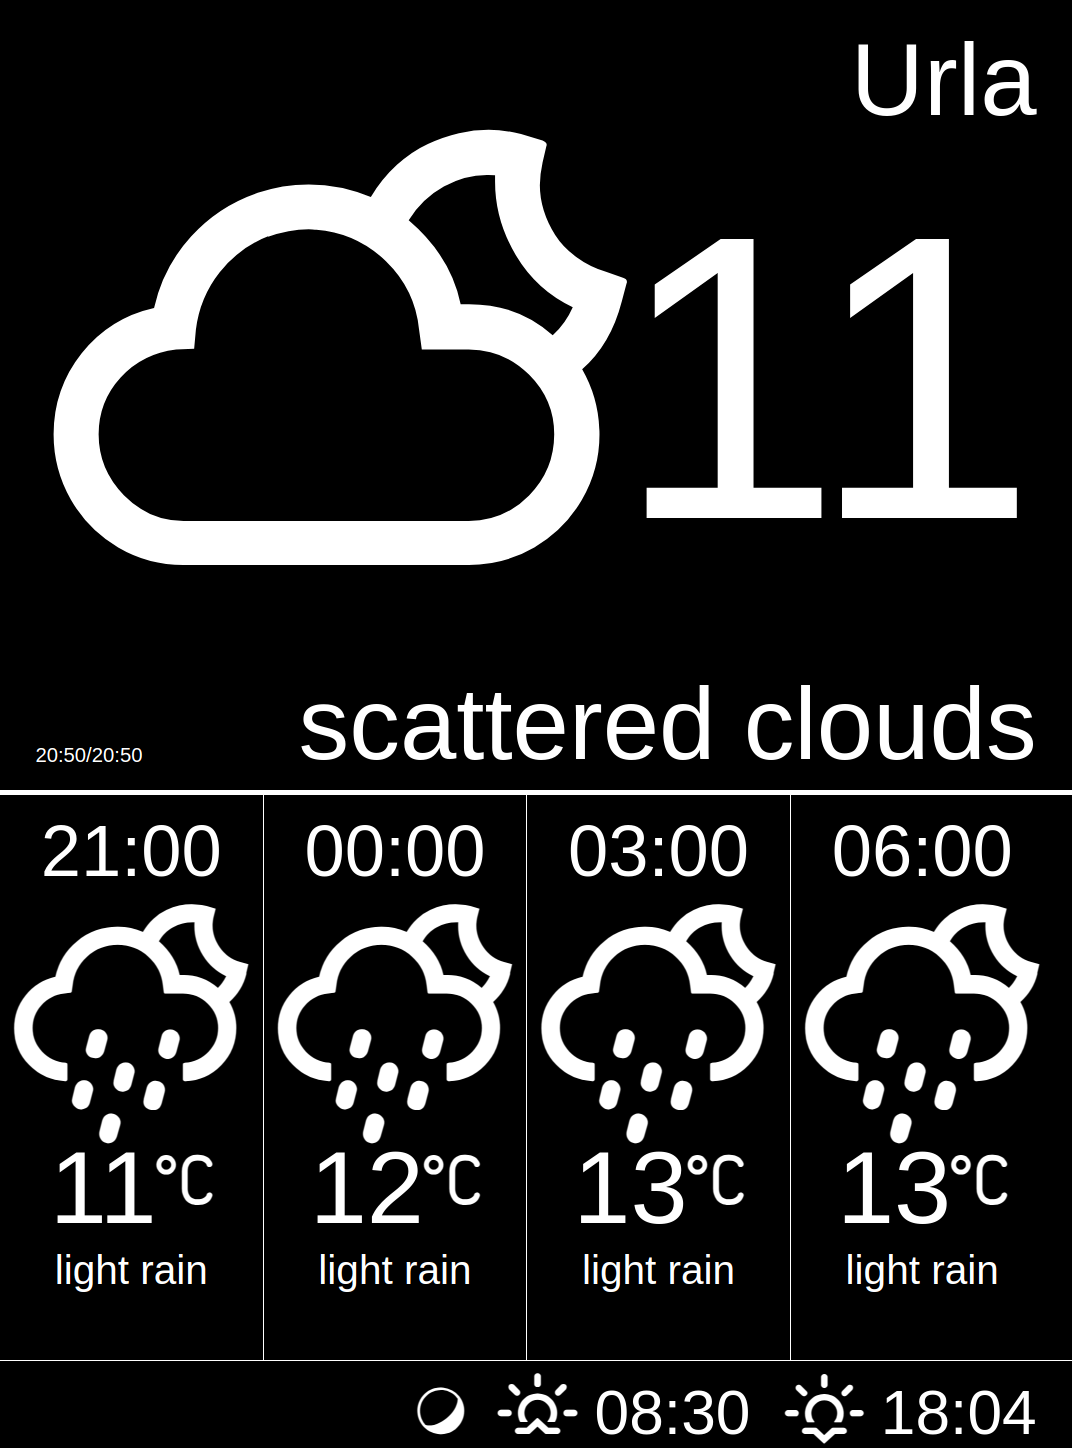 Urla
11
scattered clouds
20:50/20:50
21:00 00:00 03:00 06:00
11°C 12°C 13°C 13°C
light rain light rain light rain light rain
08:30 18:04